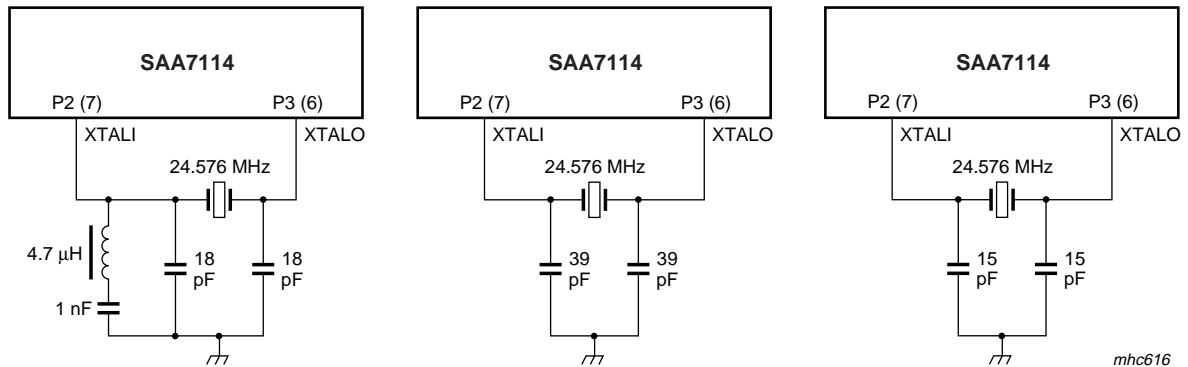 SAA7114
P2 (7)
P3 (6)
XTALI
XTALO
24.576 MHz
4.7 μH
18
pF
18
pF
1 nF
SAA7114
P2 (7)
P3 (6)
XTALI
XTALO
24.576 MHz
39
pF
39
pF
SAA7114
P2 (7)
P3 (6)
XTALI
XTALO
24.576 MHz
15
pF
15
pF
mhc616